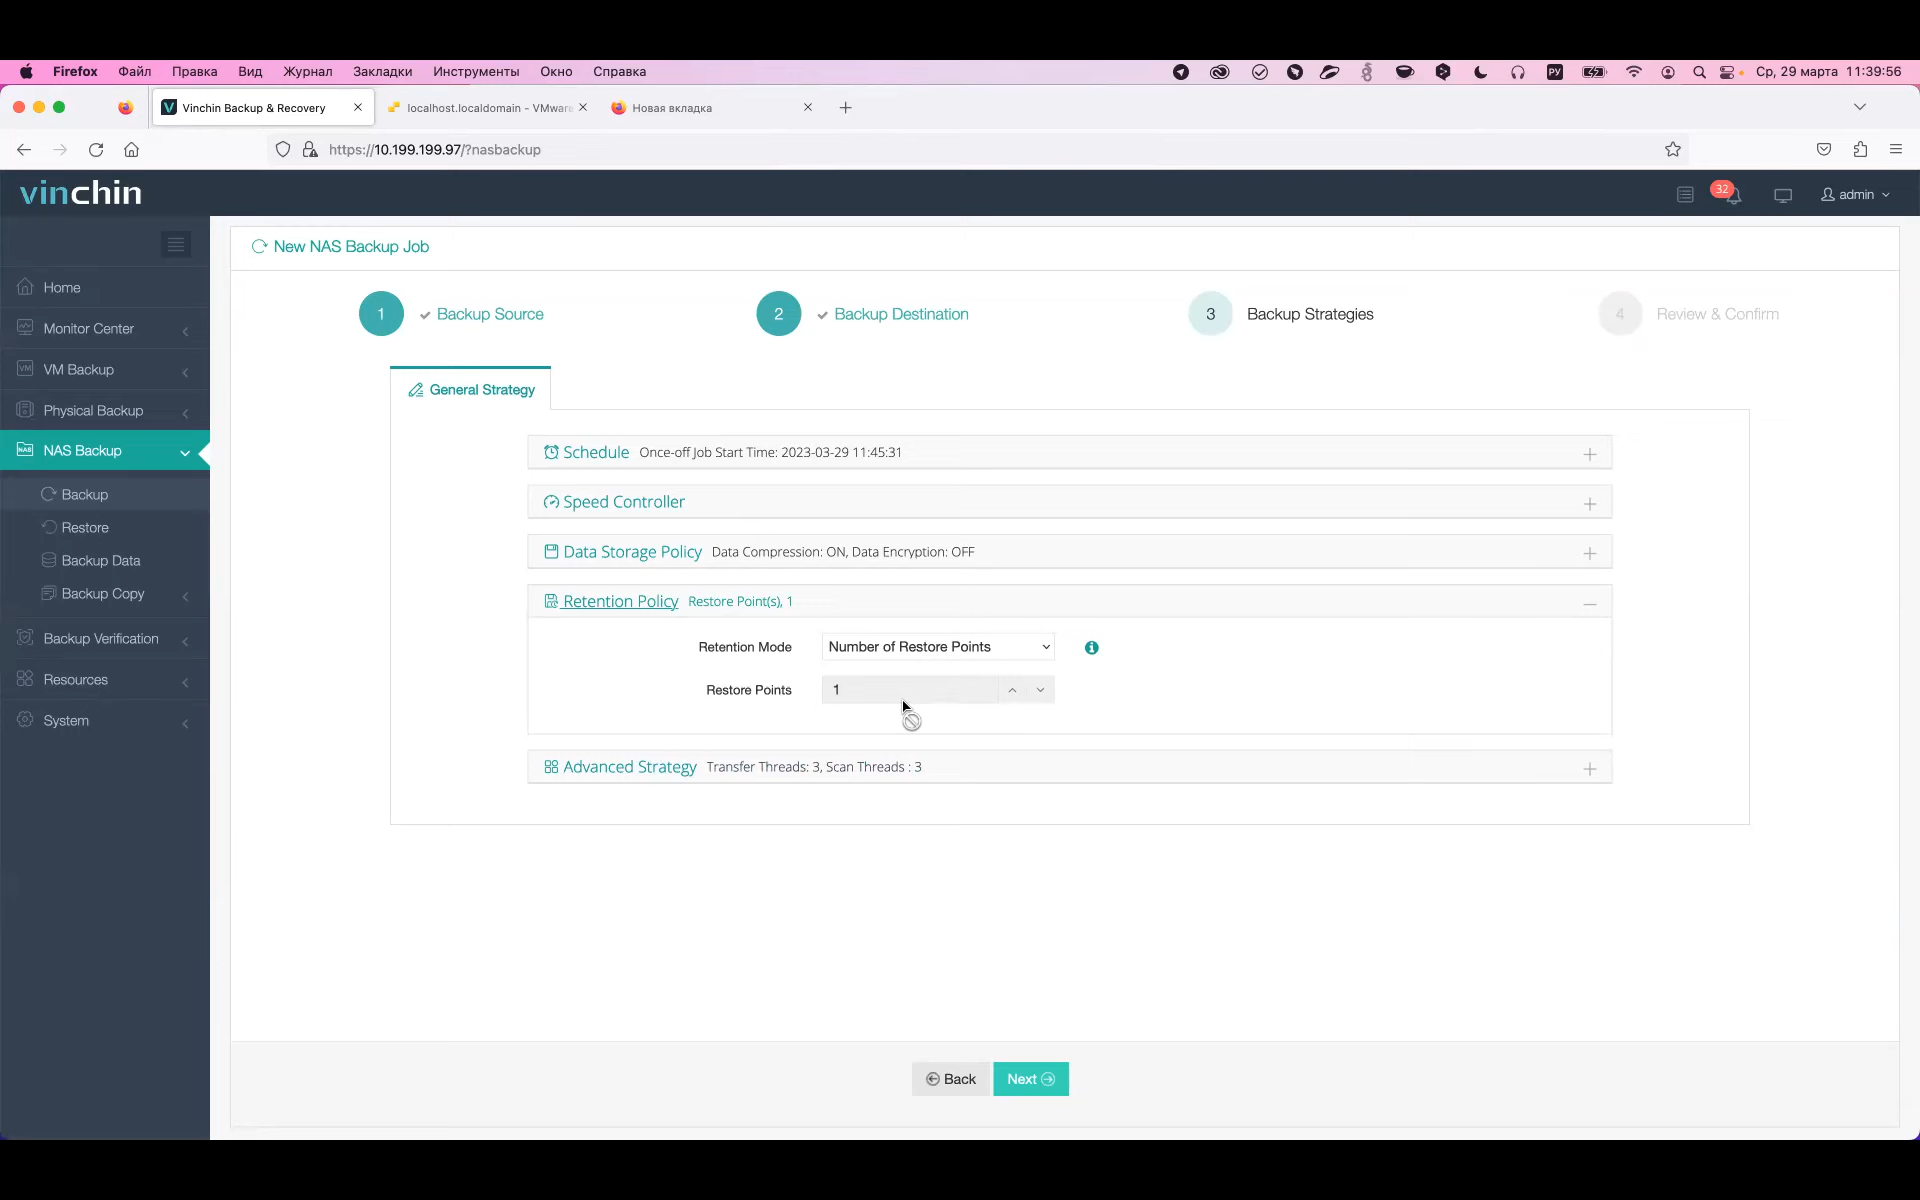 Firefox Файл Правка Вид Журнал Закладки Инструменты Окно Справка РУ Ср, 29 марта 11:39:56
Vinchin Backup & Recovery localhost.localdomain - VMware Новая вкладка
https://10.199.199.97/?nasbackup
vinchin 32 admin
New NAS Backup Job
Home
Monitor Center
VM VM Backup
Physical Backup
NAS NAS Backup
Backup
Restore
Backup Data
Backup Copy
Backup Verification
Resources
System
1 Backup Source 2 Backup Destination 3 Backup Strategies 4 Review & Confirm
General Strategy
Schedule Once-off Job Start Time: 2023-03-29 11:45:31
Speed Controller
Data Storage Policy Data Compression: ON, Data Encryption: OFF
Retention Policy Restore Point(s), 1
Retention Mode Number of Restore Points
Restore Points 1
Advanced Strategy Transfer Threads: 3, Scan Threads : 3
Back Next